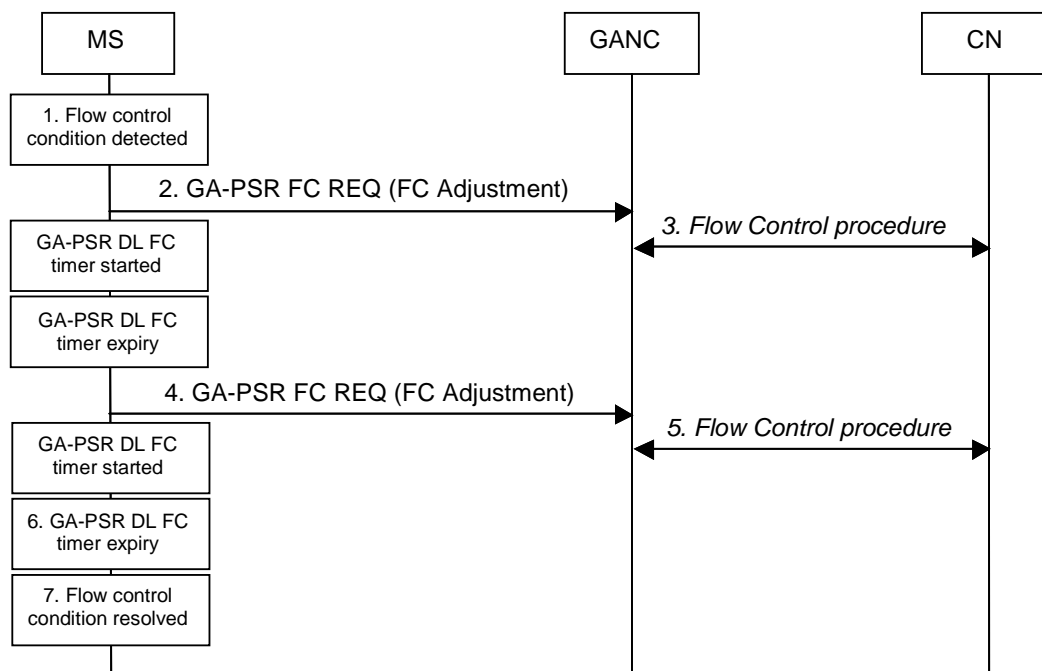 MS
GANC
CN
1. Flow control
condition detected
2. GA-PSR FC REQ (FC Adjustment)
3. Flow Control procedure
GA-PSR DL FC
timer started
GA-PSR DL FC
timer expiry
4. GA-PSR FC REQ (FC Adjustment)
5. Flow Control procedure
GA-PSR DL FC
timer started
6. GA-PSR DL FC
timer expiry
7. Flow control
condition resolved